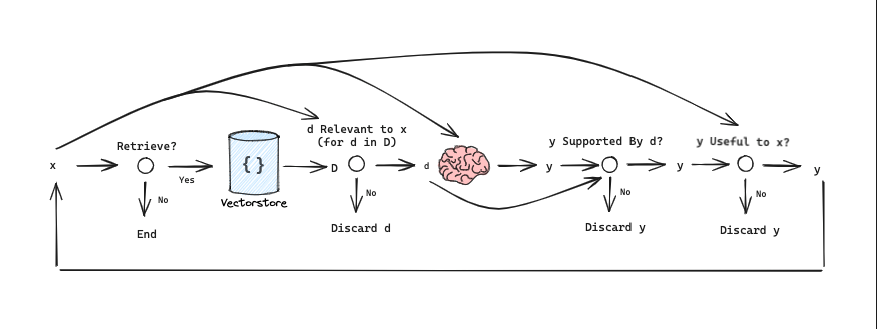 d Relevant to x
(for d in D)
Retrieve?
y Supported By d?
y Useful to x?
x
Yes
{}
D
d
y
y
y
No
No
No
No
Vectorstore
End
Discard d
Discard y
Discard y